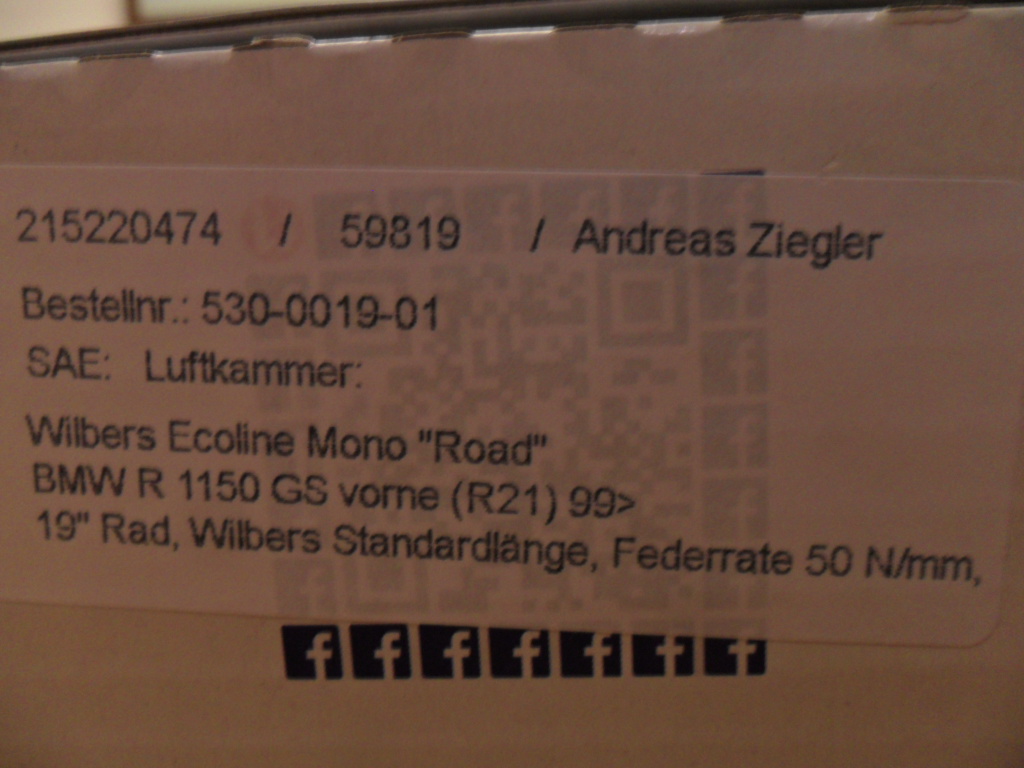 215220474 / 59819 / Andreas Ziegler
Bestellnr.: 530-0019-01
SAE: Luftkammer:
Wilbers Ecoline Mono "Road"
BMW R 1150 GS vorne (R21) 99>
19" Rad, Wilbers Standardlänge, Federrate 50 N/mm,